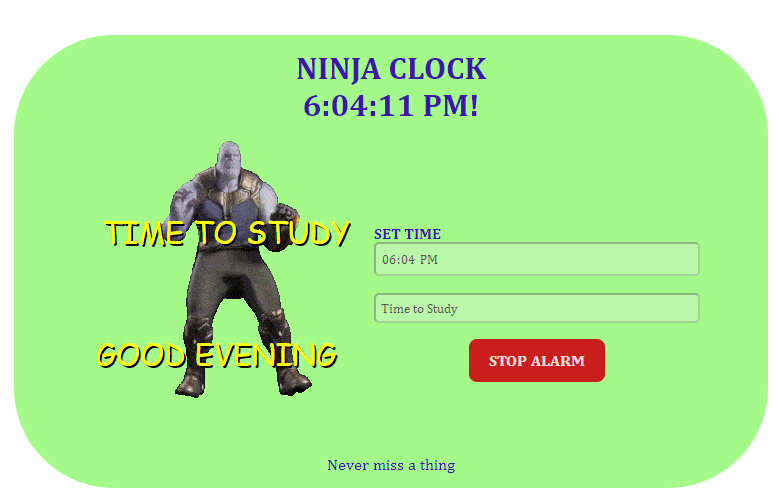 NINJA CLOCK
6:04:11 PM!
TIME TO STUDY
GOOD EVENING
SET TIME
06:04 PM
Time to Study
STOP ALARM
Never miss a thing